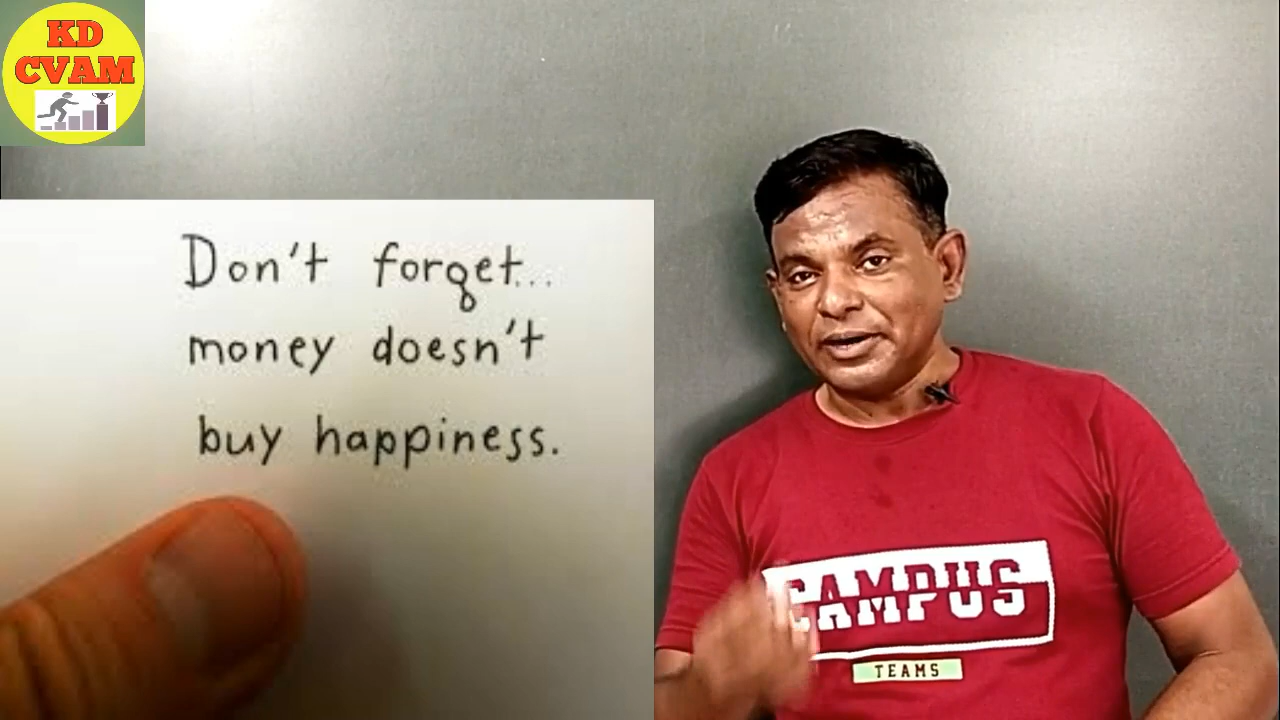 KD
CVAM
Don't forget...
money doesn't
buy happiness.
CAMPUS
TEAMS